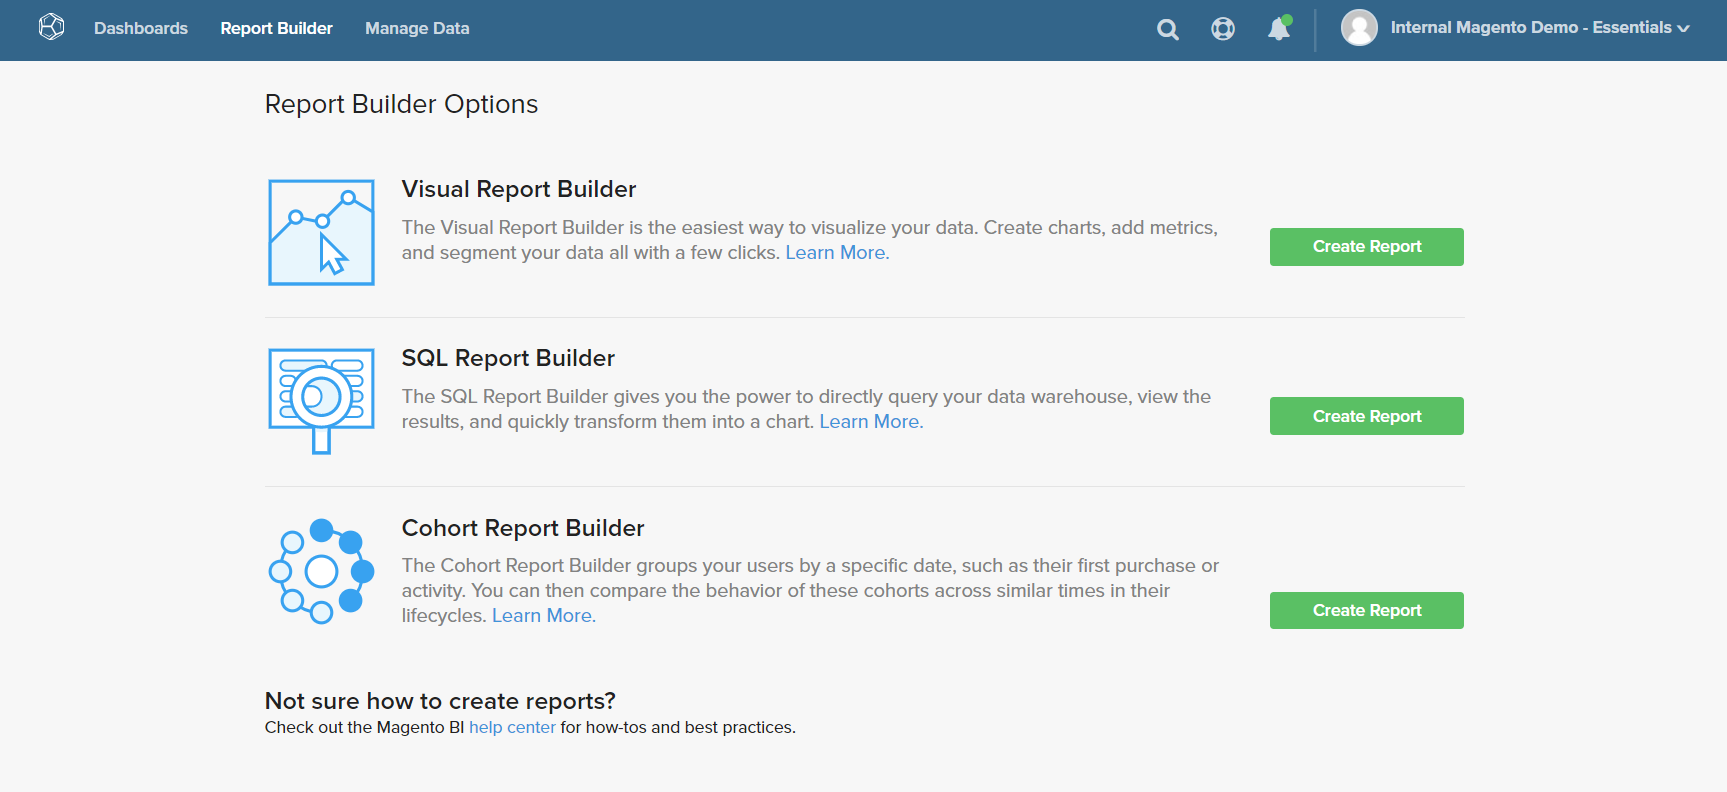 Dashboards Report Builder Manage Data Internal Magento Demo - Essentials
Report Builder Options
Visual Report Builder
The Visual Report Builder is the easiest way to visualize your data. Create charts, add metrics,
and segment your data all with a few clicks. Learn More.
Create Report
SQL Report Builder
The SQL Report Builder gives you the power to directly query your data warehouse, view the
results, and quickly transform them into a chart. Learn More.
Create Report
Cohort Report Builder
The Cohort Report Builder groups your users by a specific date, such as their first purchase or
activity. You can then compare the behavior of these cohorts across similar times in their
lifecycles. Learn More.
Create Report
Not sure how to create reports?
Check out the Magento BI help center for how-tos and best practices.